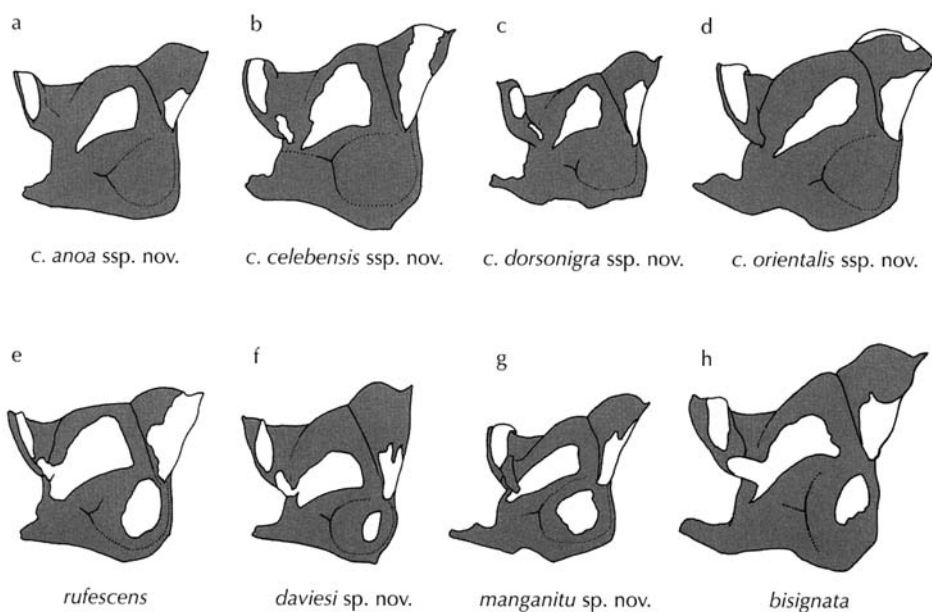 a b c d
c. anoa ssp. nov. c. celebensis ssp. nov. c. dorsonigra ssp. nov. c. orientalis ssp. nov.
e f g h
rufescens daviesi sp. nov. manganitu sp. nov. bisignata